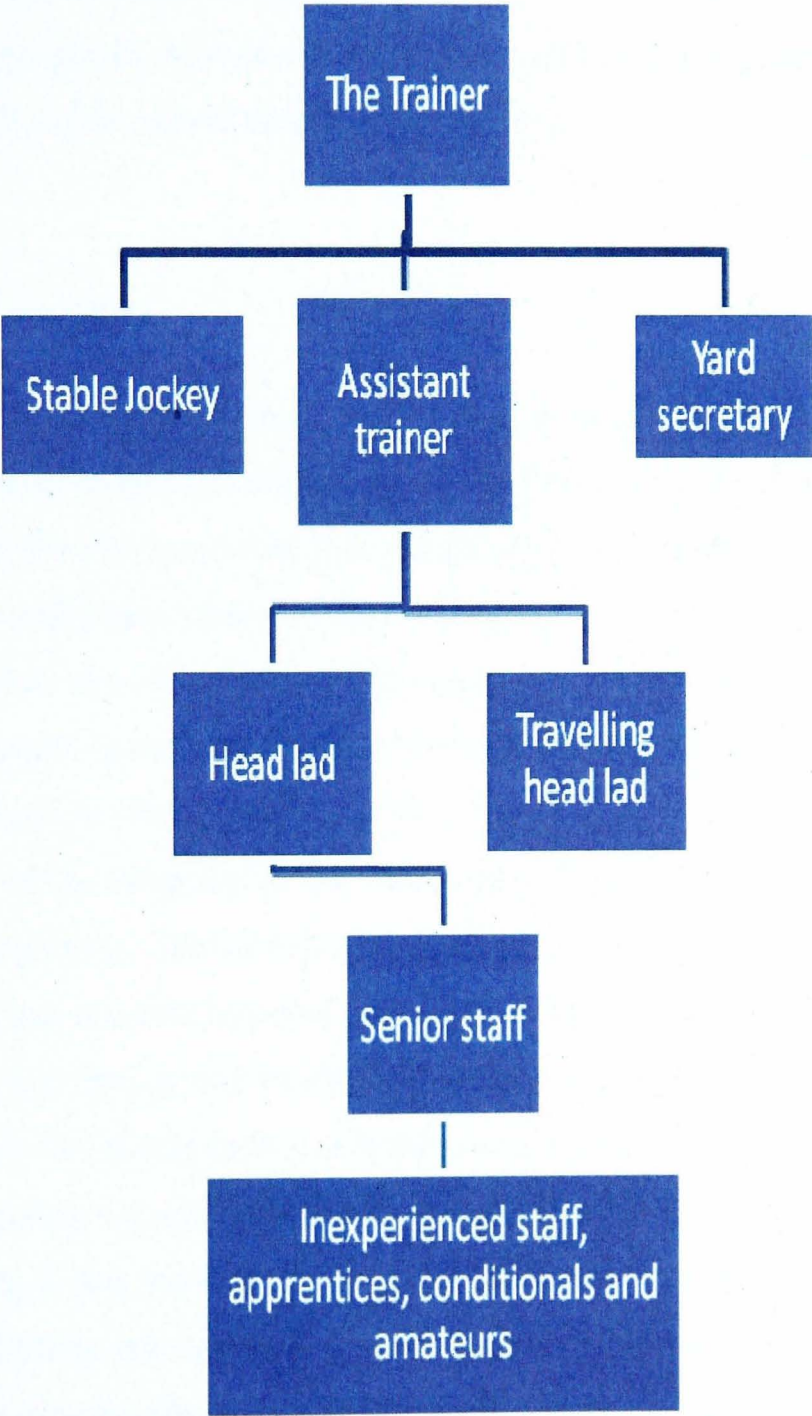 The Trainer
Stable Jockey
Assistant
trainer
Yard
secretary
Head lad
Travelling
head lad
Senior staff
Inexperienced staff,
apprentices, conditionals and
amateurs